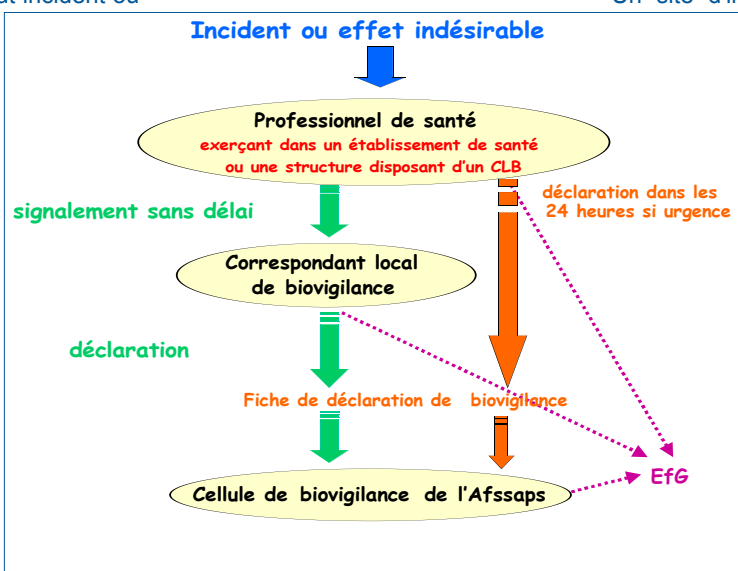 Incident ou effet indésirable
Professionnel de santé
exerçant dans un établissement de santé
ou une structure disposant d'un CLB
déclaration dans les
24 heures si urgence
signalement sans délai
Correspondant local
de biovigilance
déclaration
Fiche de déclaration de biovigilance
EfG
Cellule de biovigilance de l'Afssaps